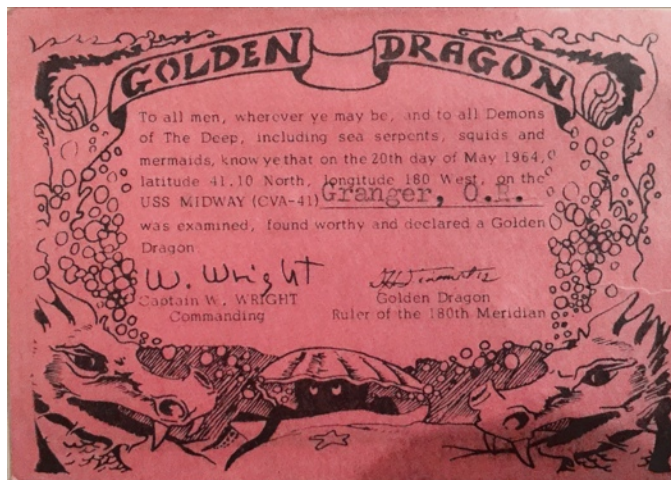 GOLDEN DRAGON
To all men, wherever ye may be, and to all Demons
of The Deep, including sea serpents, squids and
mermaids, know ye that on the 20th day of May 1964,
latitude 41.10 North, longitude 180 West, on the
USS MIDWAY (CVA-41) Granger, O.R.
was examined, found worthy and declared a Golden
Dragon.
W. Wright
Captain W. WRIGHT Golden Dragon
Commanding Ruler of the 180th Meridian